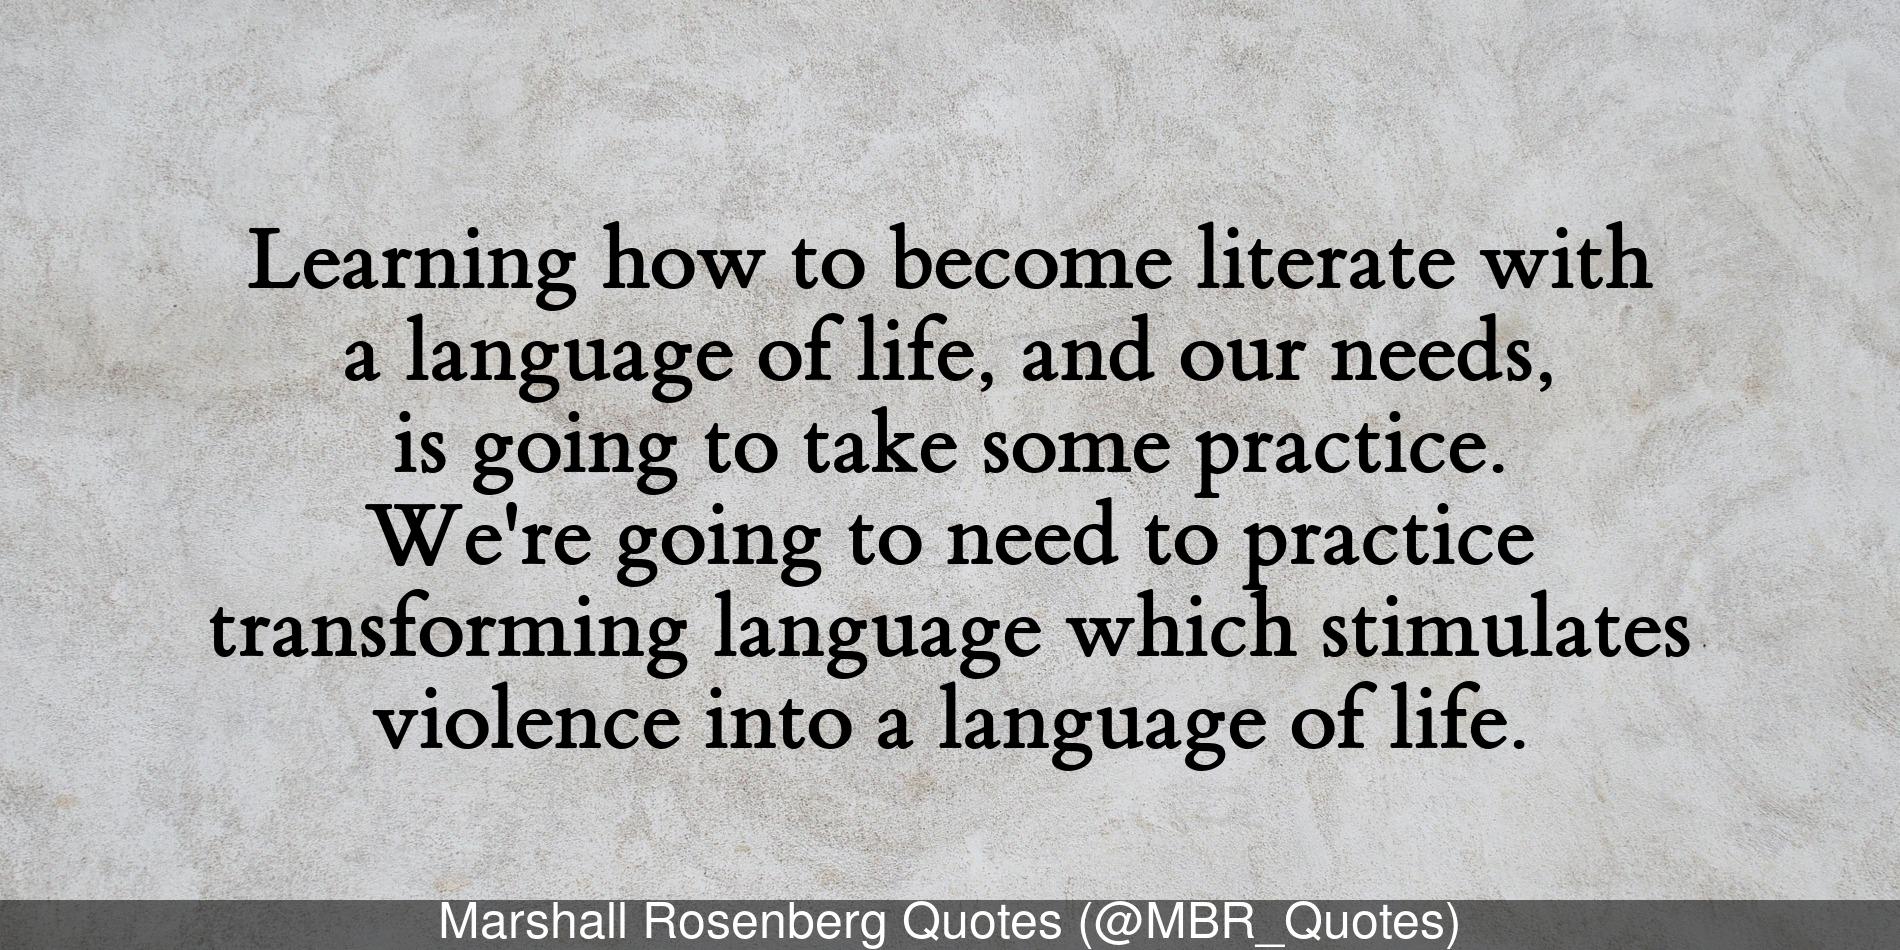 Learning how to become literate with
a language of life, and our needs,
is going to take some practice.
We're going to need to practice
transforming language which stimulates
violence into a language of life.
Marshall Rosenberg Quotes (@MBR_Quotes)